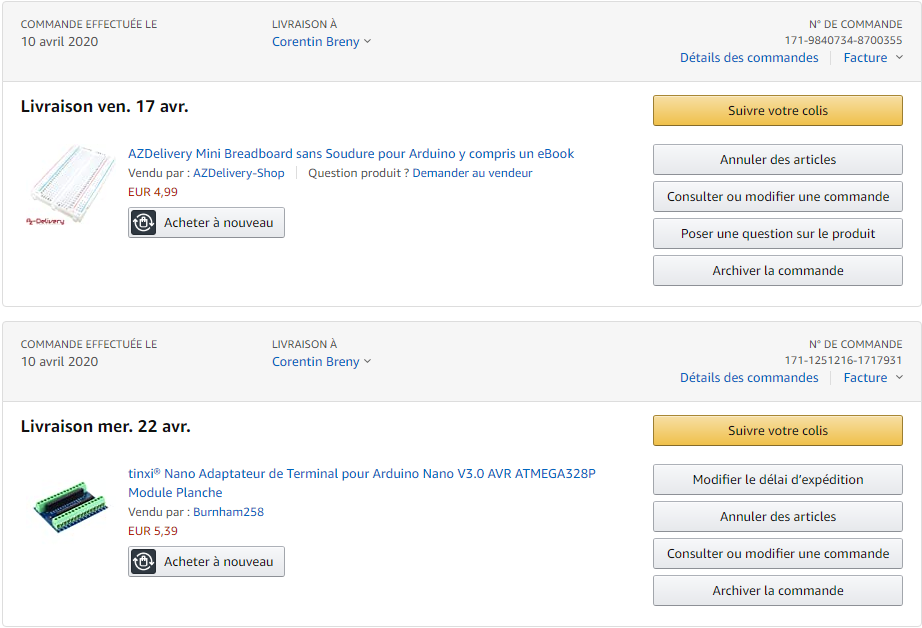 COMMANDE EFFECTUÉE LE
10 avril 2020
LIVRAISON À
Corentin Breny
N° DE COMMANDE
171-9840734-8700355
Détails des commandes
Facture
Livraison ven. 17 avr.
AZDelivery Mini Breadboard sans Soudure pour Arduino y compris un eBook
Vendu par : AZDelivery-Shop
Question produit ? Demander au vendeur
EUR 4,99
Acheter à nouveau
Az-Delivery
Suivre votre colis
Annuler des articles
Consulter ou modifier une commande
Poser une question sur le produit
Archiver la commande
COMMANDE EFFECTUÉE LE
10 avril 2020
LIVRAISON À
Corentin Breny
N° DE COMMANDE
171-1251216-1717931
Détails des commandes
Facture
Livraison mer. 22 avr.
tinxi® Nano Adaptateur de Terminal pour Arduino Nano V3.0 AVR ATMEGA328P
Module Planche
Vendu par : Burnham258
EUR 5,39
Acheter à nouveau
Suivre votre colis
Modifier le délai d’expédition
Annuler des articles
Consulter ou modifier une commande
Archiver la commande